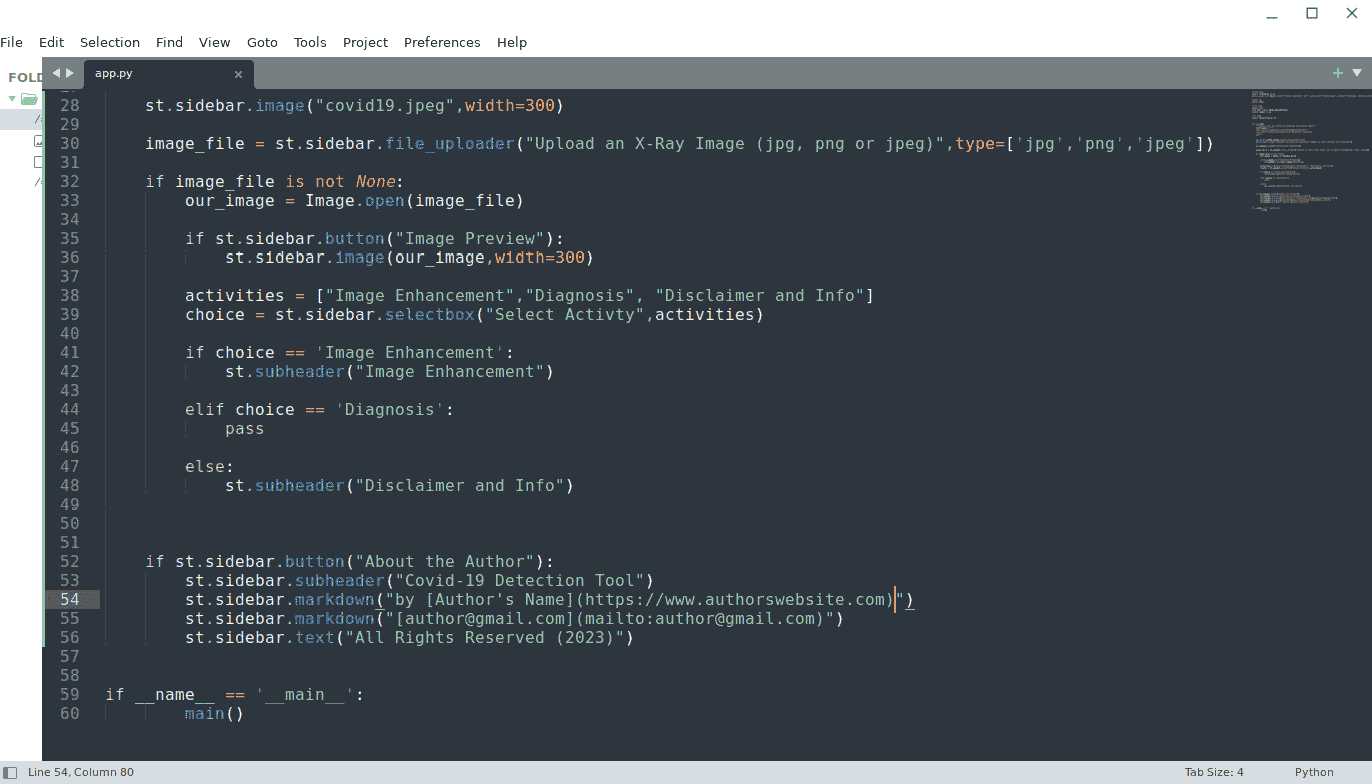 File Edit Selection Find View Goto Tools Project Preferences Help
FOLD
app.py
28 st.sidebar.image("covid19.jpeg",width=300)
29
30 image_file = st.sidebar.file_uploader("Upload an X-Ray Image (jpg, png or jpeg)",type=['jpg','png','jpeg'])
31
32 if image_file is not None:
33 our_image = Image.open(image_file)
34
35 if st.sidebar.button("Image Preview"):
36 st.sidebar.image(our_image,width=300)
37
38 activities = ["Image Enhancement","Diagnosis", "Disclaimer and Info"]
39 choice = st.sidebar.selectbox("Select Activty",activities)
40
41 if choice == 'Image Enhancement':
42 st.subheader("Image Enhancement")
43
44 elif choice == 'Diagnosis':
45 pass
46
47 else:
48 st.subheader("Disclaimer and Info")
49
50
51
52 if st.sidebar.button("About the Author"):
53 st.sidebar.subheader("Covid-19 Detection Tool")
54 st.sidebar.markdown("by [Author's Name](https://www.authorswebsite.com)")
55 st.sidebar.markdown("[author@gmail.com](mailto:author@gmail.com)")
56 st.sidebar.text("All Rights Reserved (2023)")
57
58
59 if __name__ == '__main__':
60 main()
Line 54, Column 80 Tab Size: 4 Python